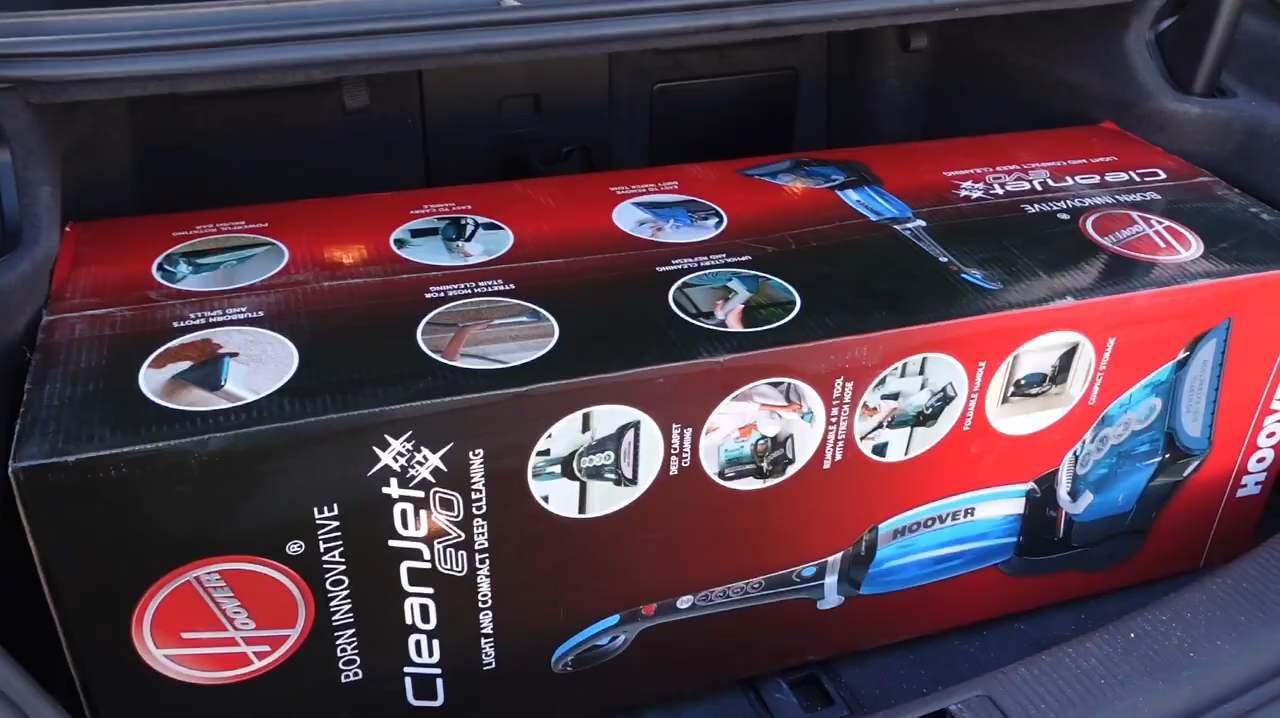 POWERFUL ROTATING
BRUSH BAR
EASY TO CARRY
HANDLE
EASY TO REMOVE
DIRTY WATER TANK
CleanJet
EVO
LIGHT AND COMPACT DEEP CLEANING
STUBBORN SPOTS
AND SPILLS
STRETCH HOSE FOR
STAIR CLEANING
UPHOLSTERY CLEANING
AND REFRESH
HOOVER
®
BORN INNOVATIVE
HOOVER
®
BORN INNOVATIVE
CleanJet
EVO
LIGHT AND COMPACT DEEP CLEANING
DEEP CARPET
CLEANING
REMOVABLE 4 IN 1 TOOL
WITH STRETCH HOSE
FOLDABLE HANDLE
COMPACT STORAGE
HOOVER
HOOV